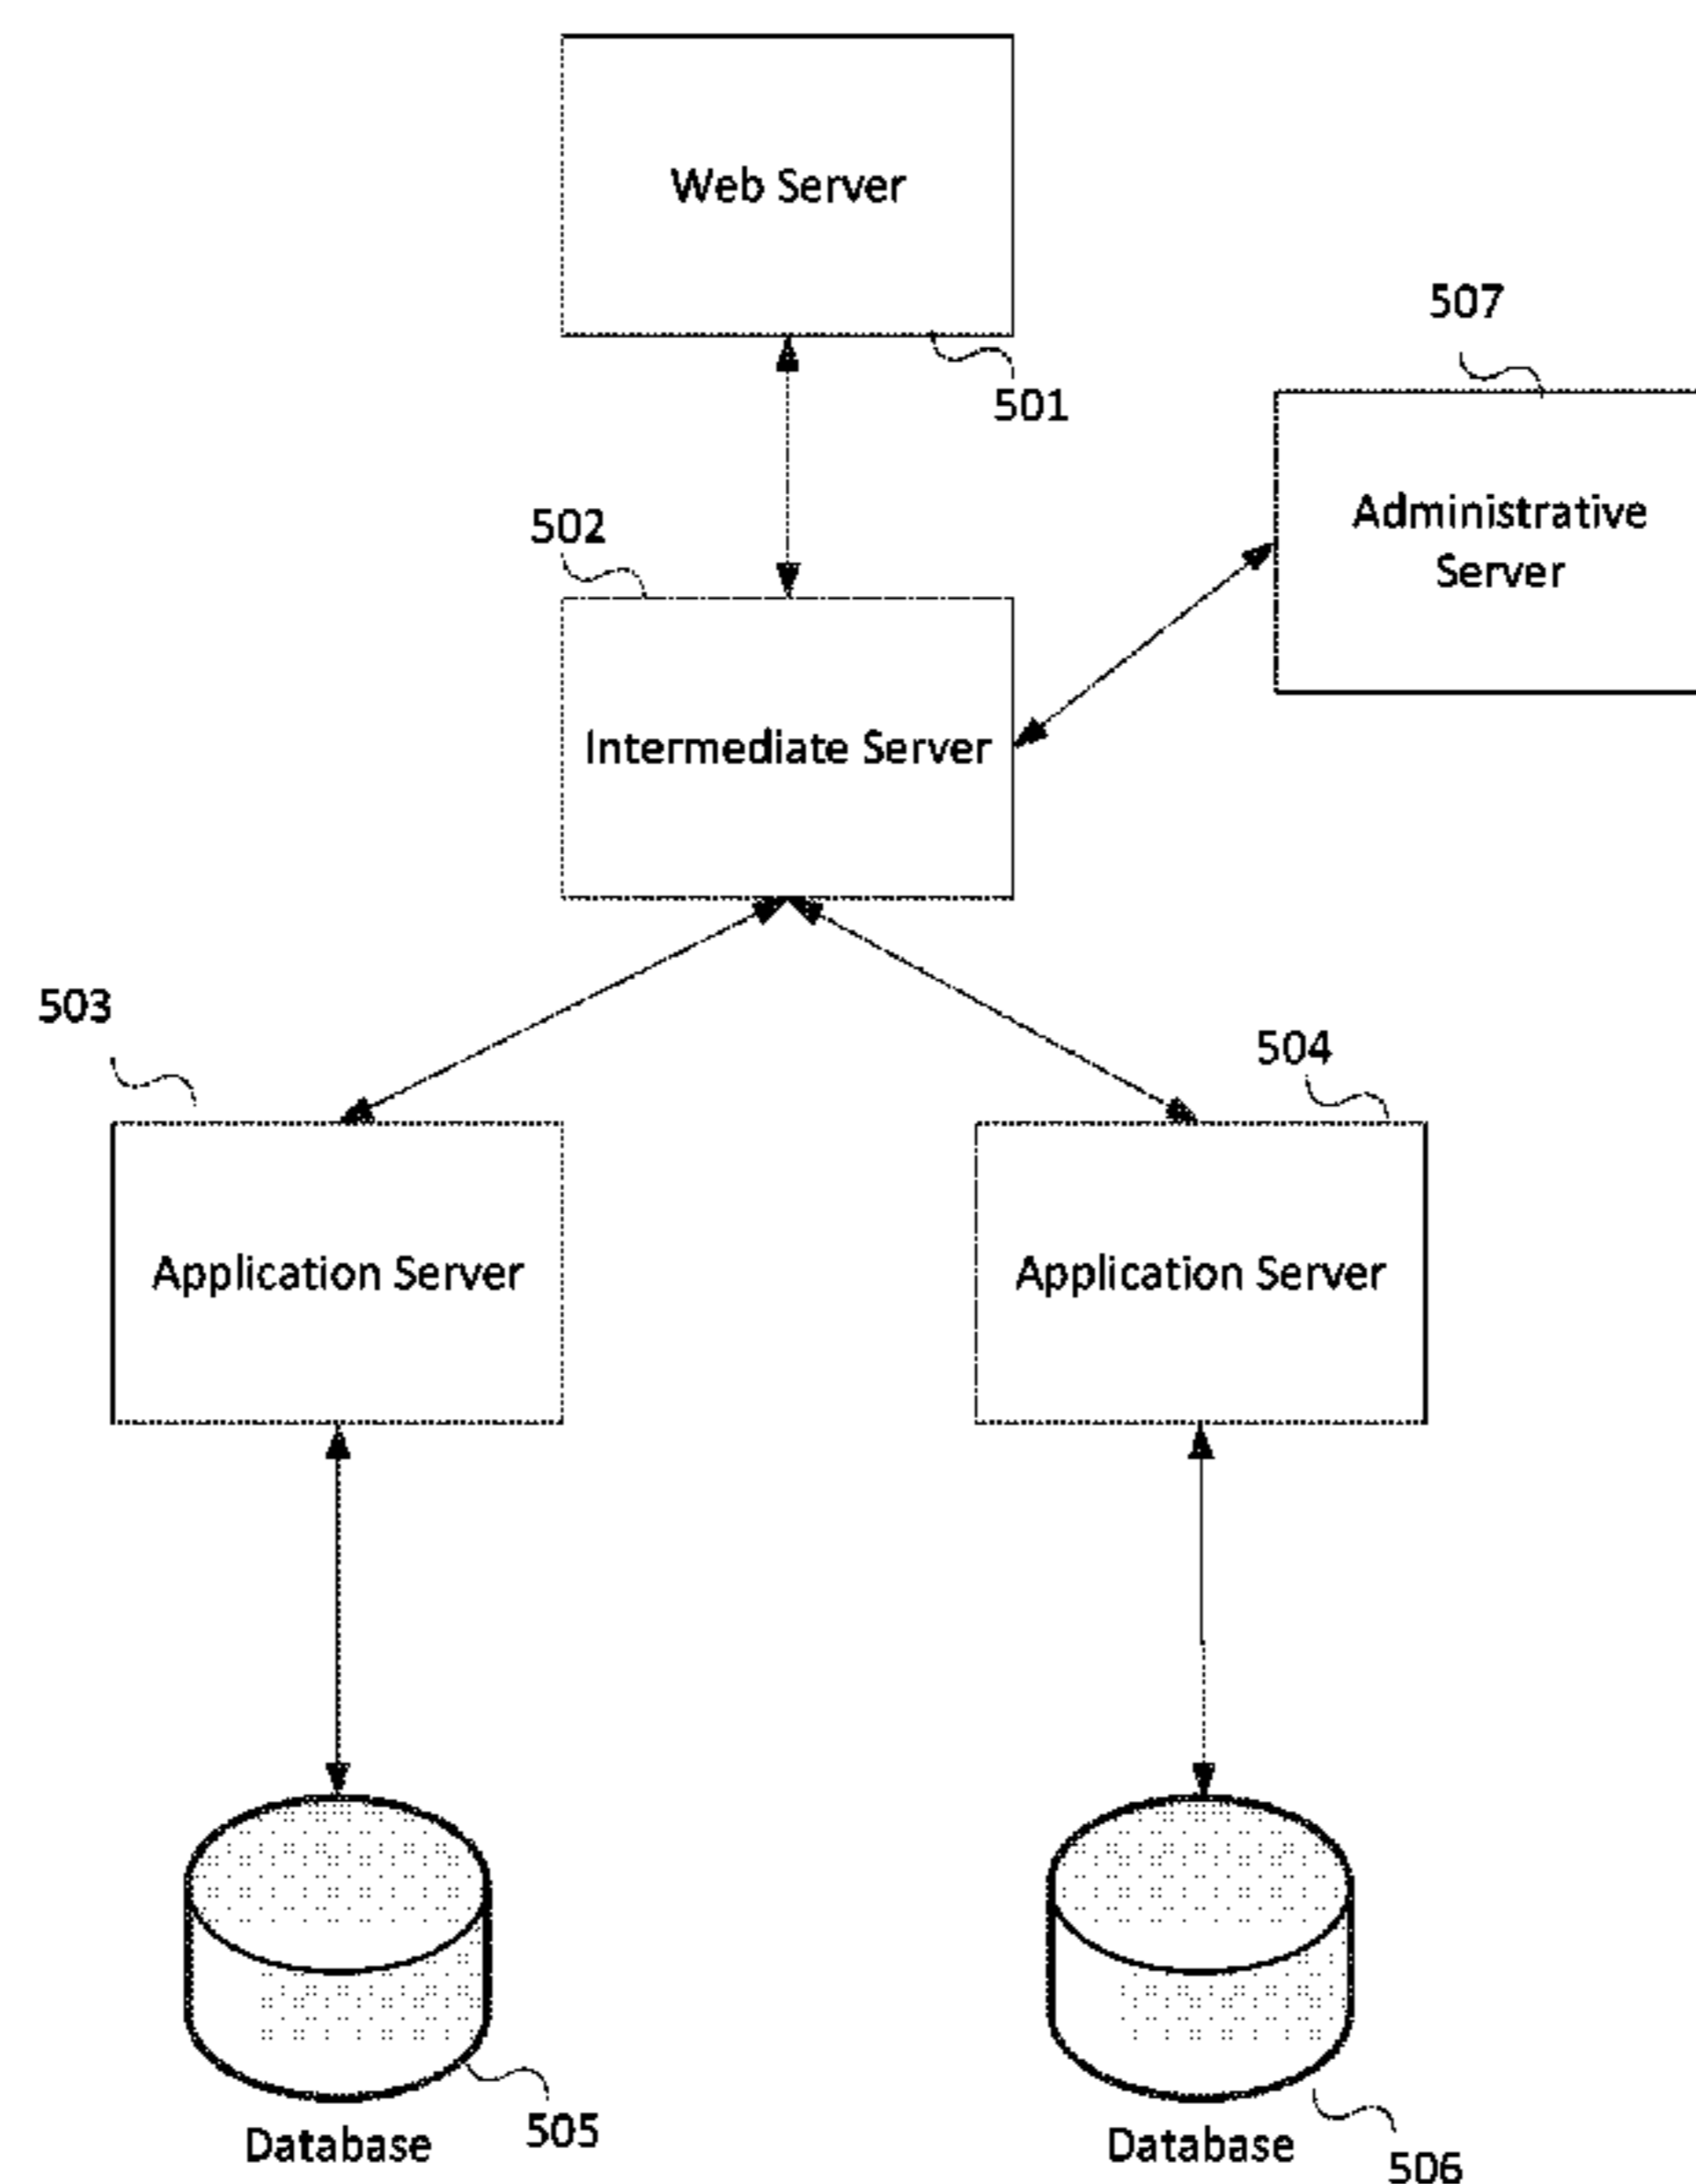 Web Server
501
507
Administrative
Server
502
Intermediate Server
503
504
Application Server
Application Server
505
Database
506
Database